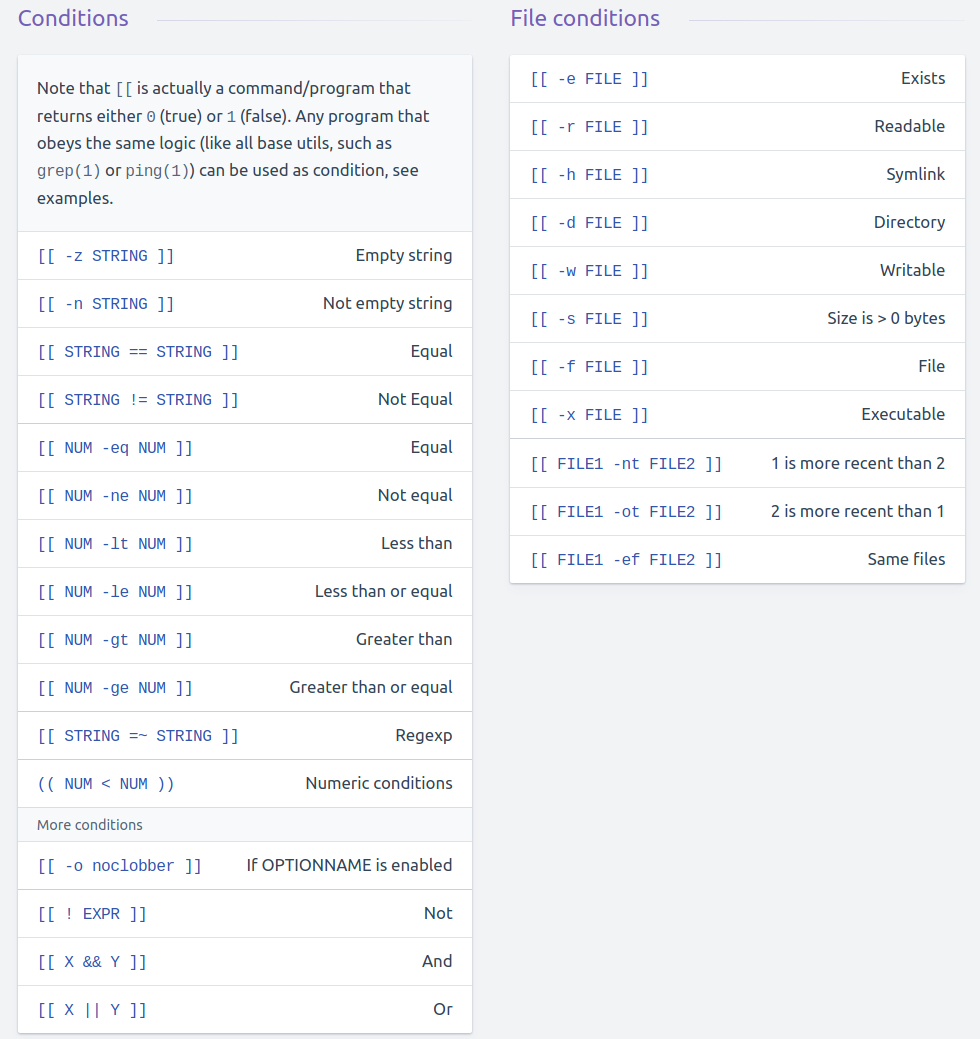 Conditions
Note that [[ is actually a command/program that
returns either 0 (true) or 1 (false). Any program that
obeys the same logic (like all base utils, such as
grep(1) or ping(1)) can be used as condition, see
examples.
[[ -z STRING ]] Empty string
[[ -n STRING ]] Not empty string
[[ STRING == STRING ]] Equal
[[ STRING != STRING ]] Not Equal
[[ NUM -eq NUM ]] Equal
[[ NUM -ne NUM ]] Not equal
[[ NUM -lt NUM ]] Less than
[[ NUM -le NUM ]] Less than or equal
[[ NUM -gt NUM ]] Greater than
[[ NUM -ge NUM ]] Greater than or equal
[[ STRING =~ STRING ]] Regexp
(( NUM < NUM )) Numeric conditions
More conditions
[[ -o noclobber ]] If OPTIONNAME is enabled
[[ ! EXPR ]] Not
[[ X && Y ]] And
[[ X || Y ]] Or
File conditions
[[ -e FILE ]] Exists
[[ -r FILE ]] Readable
[[ -h FILE ]] Symlink
[[ -d FILE ]] Directory
[[ -w FILE ]] Writable
[[ -s FILE ]] Size is > 0 bytes
[[ -f FILE ]] File
[[ -x FILE ]] Executable
[[ FILE1 -nt FILE2 ]] 1 is more recent than 2
[[ FILE1 -ot FILE2 ]] 2 is more recent than 1
[[ FILE1 -ef FILE2 ]] Same files